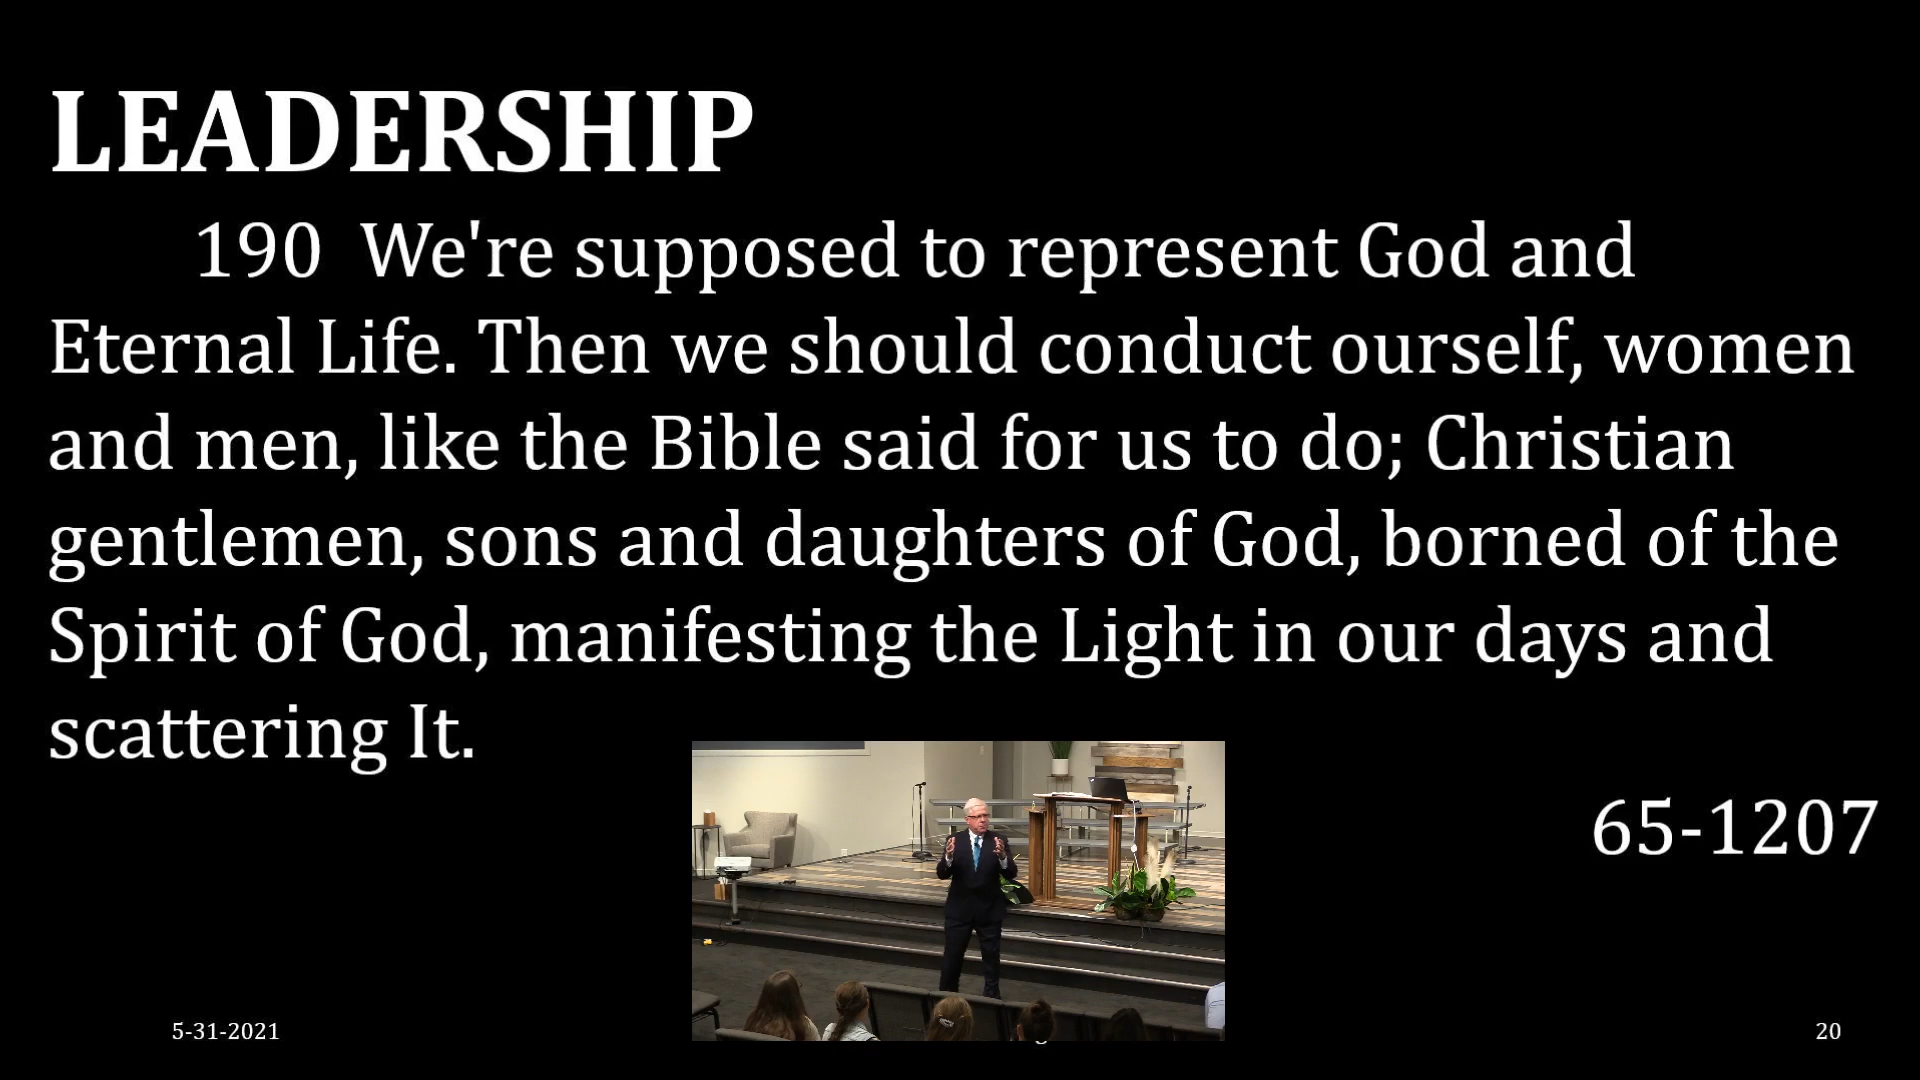 LEADERSHIP
190 We're supposed to represent God and
Eternal Life. Then we should conduct ourself, women
and men, like the Bible said for us to do; Christian
gentlemen, sons and daughters of God, borned of the
Spirit of God, manifesting the Light in our days and
scattering It.
65-1207
5-31-2021
20